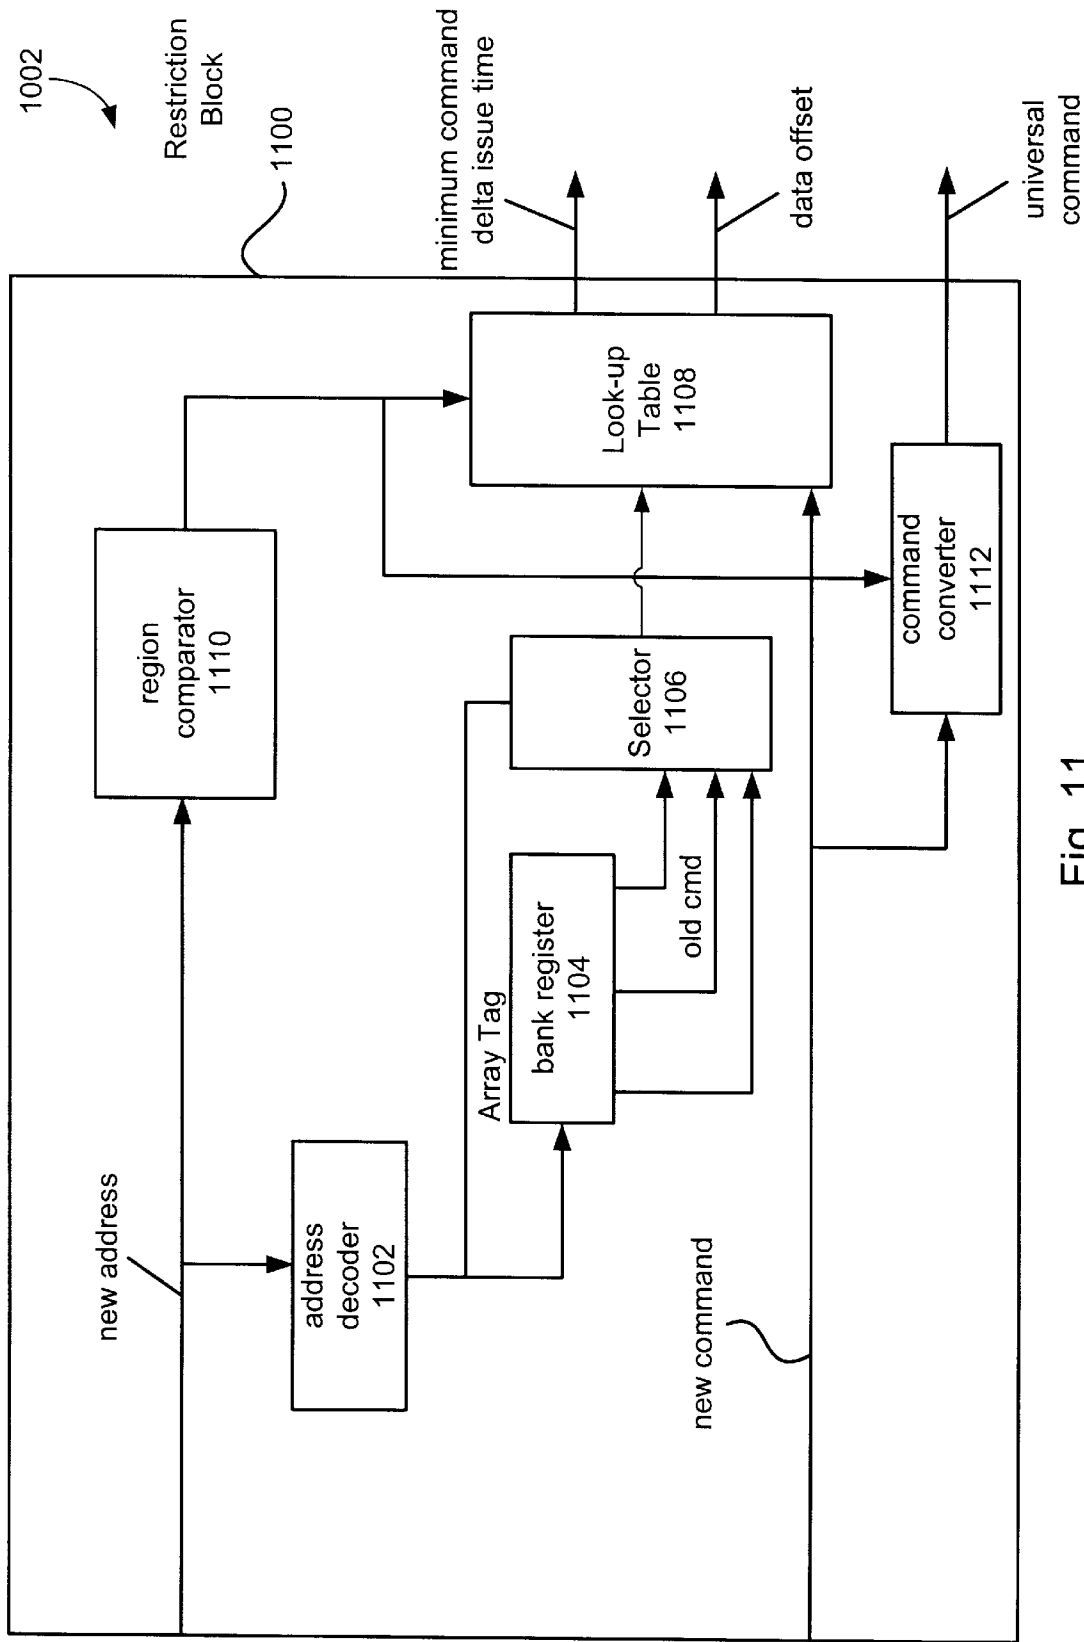 1002
Restriction
Block
1100
minimum command
delta issue time
data offset
universal
command
region
comparator
1110
Look-up
Table
1108
new address
address
decoder
1102
Array Tag
bank register
1104
old cmd
Selector
1106
new command
command
converter
1112
Fig. 11